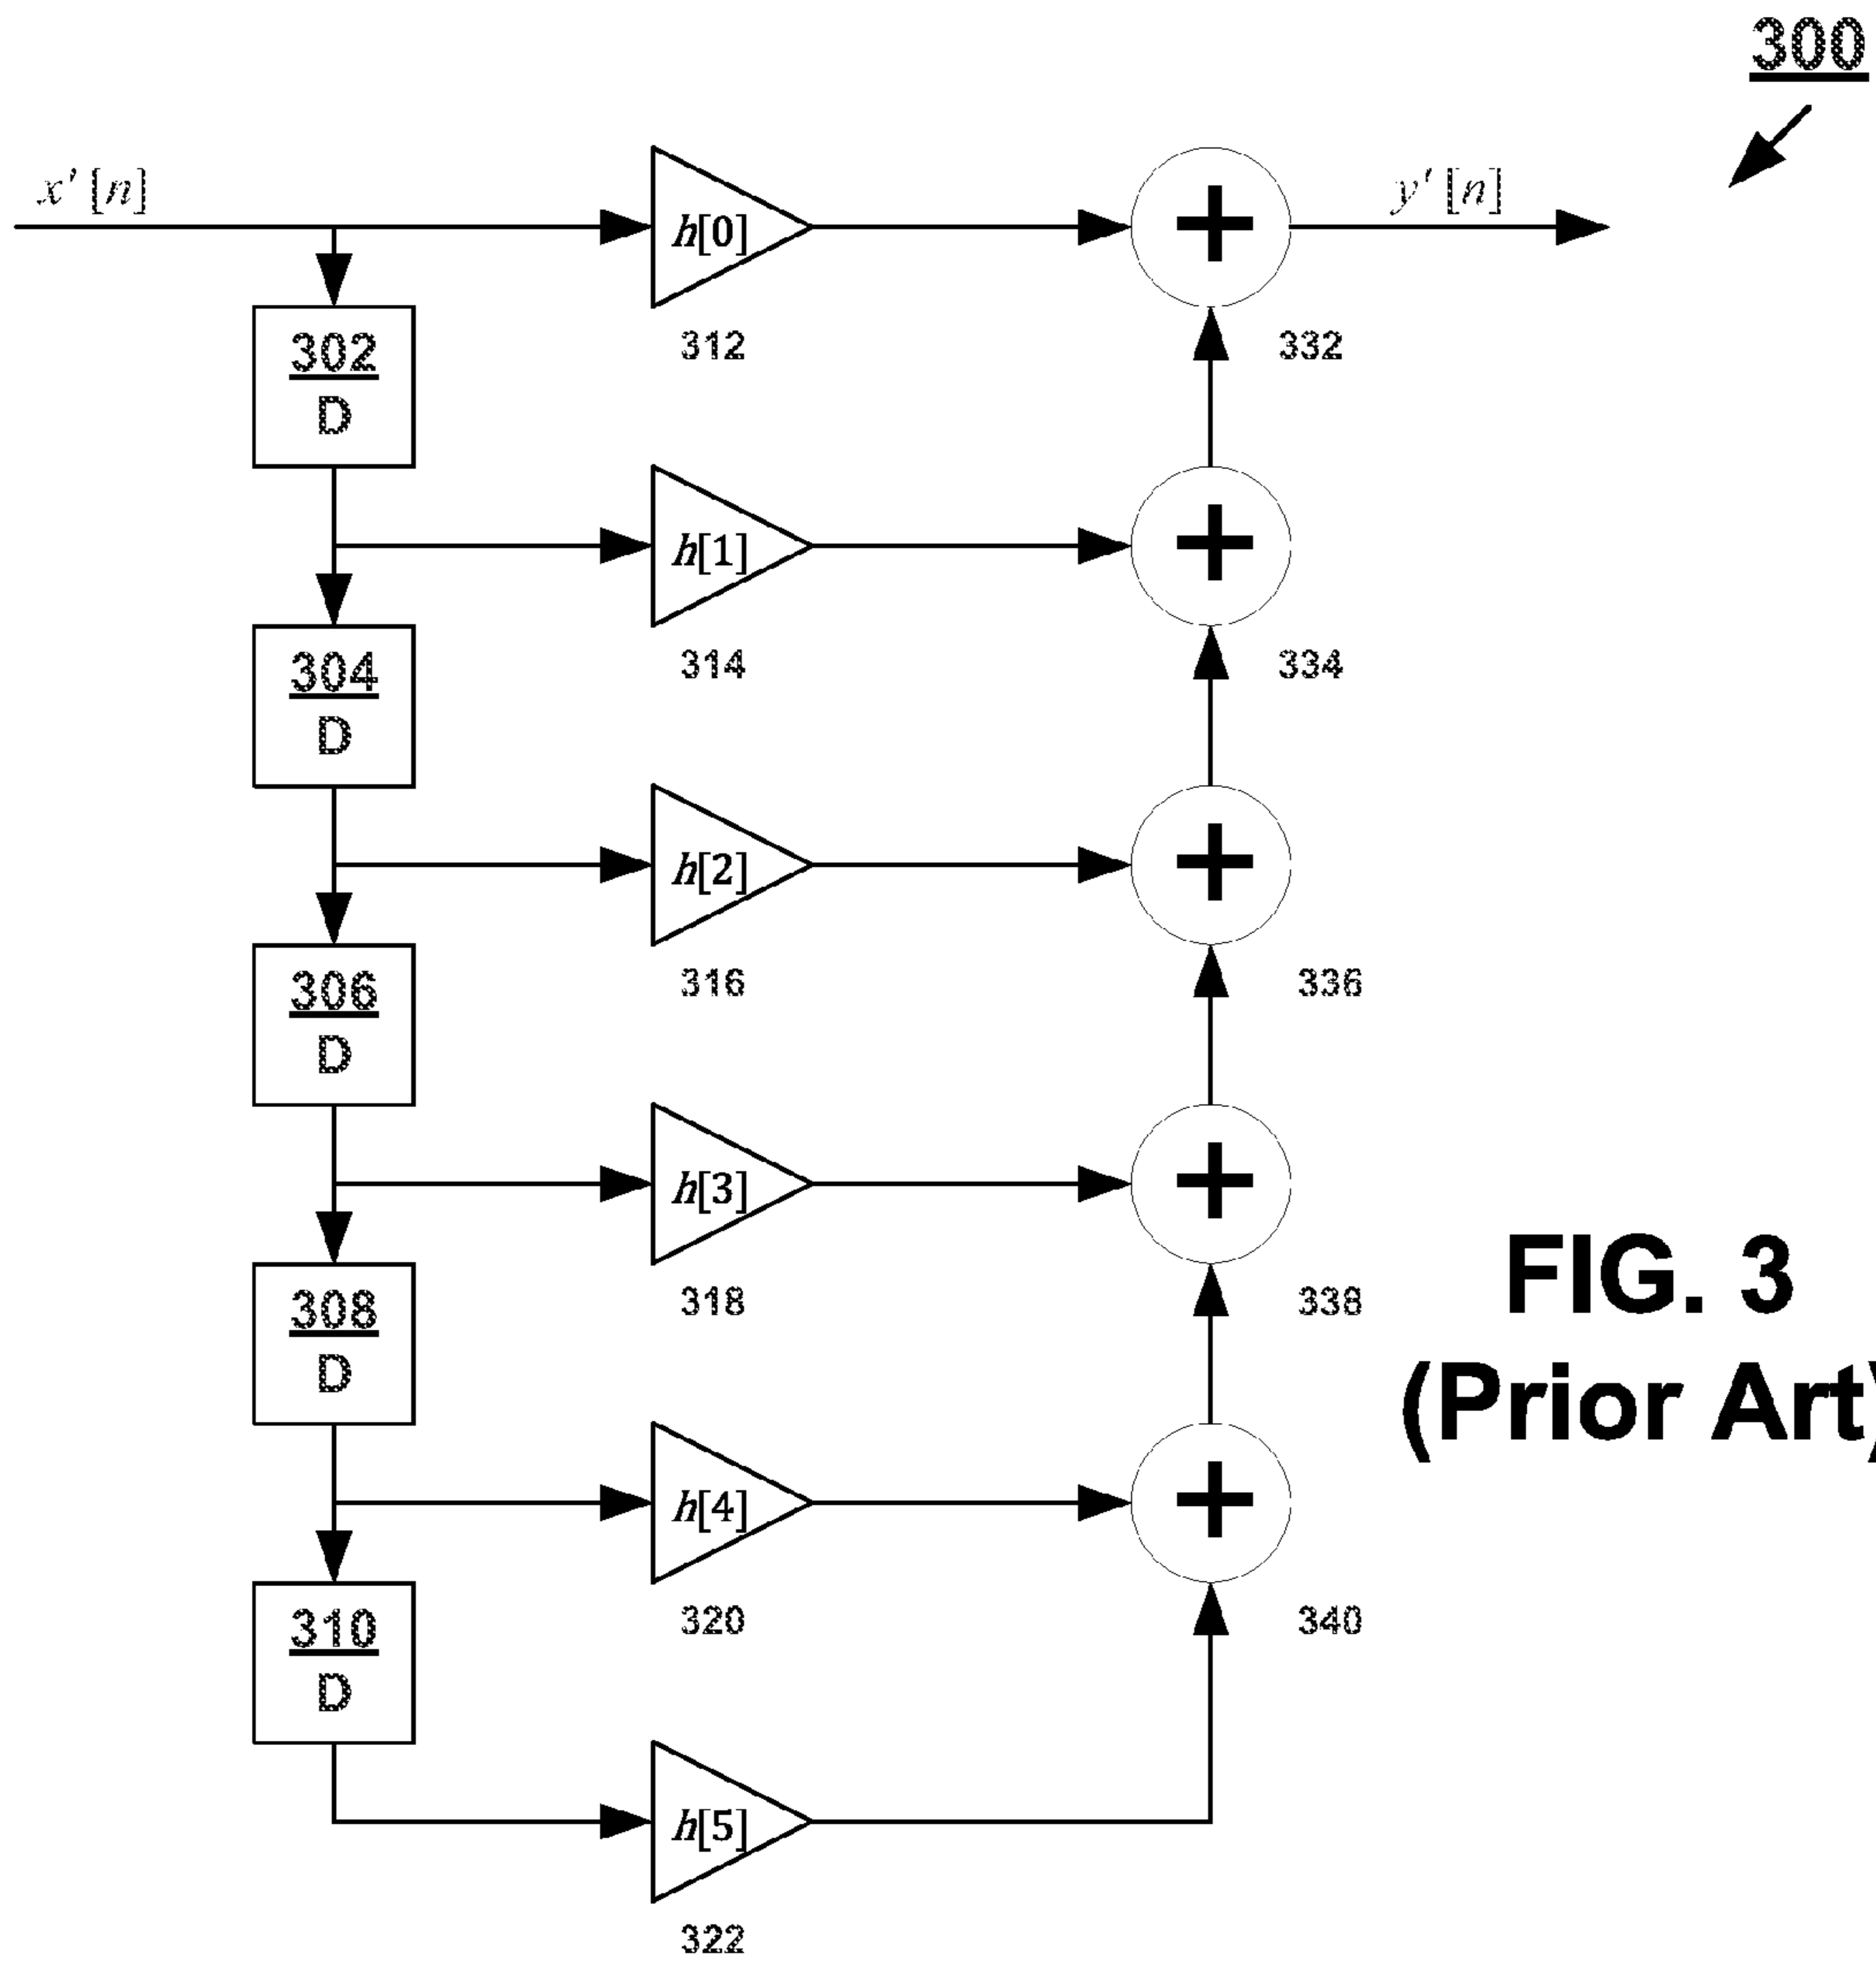 300
x' [n]
y' [n]
h[0]
312
332
302
D
h[1]
314
334
304
D
h[2]
316
336
306
D
h[3]
318
338
308
D
h[4]
320
340
310
D
h[5]
322
FIG. 3
(Prior Art)